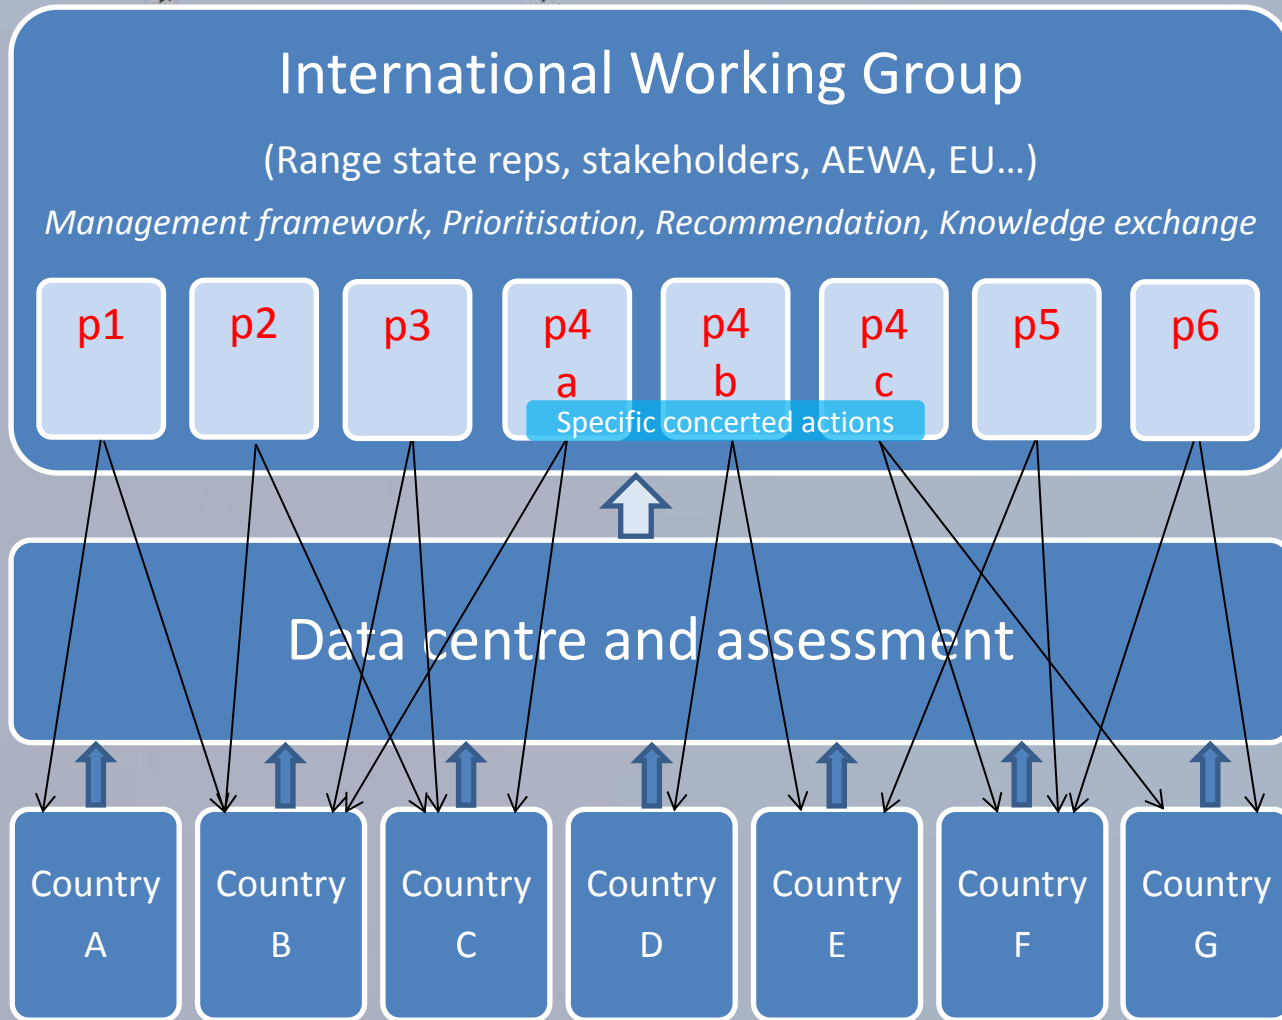 International Working Group
(Range state reps, stakeholders, AEWA, EU…)
Management framework, Prioritisation, Recommendation, Knowledge exchange
p1
p2
p3
p4
a
p4
b
p4
c
p5
p6
Specific concerted actions
Data centre and assessment
Country
A
Country
B
Country
C
Country
D
Country
E
Country
F
Country
G